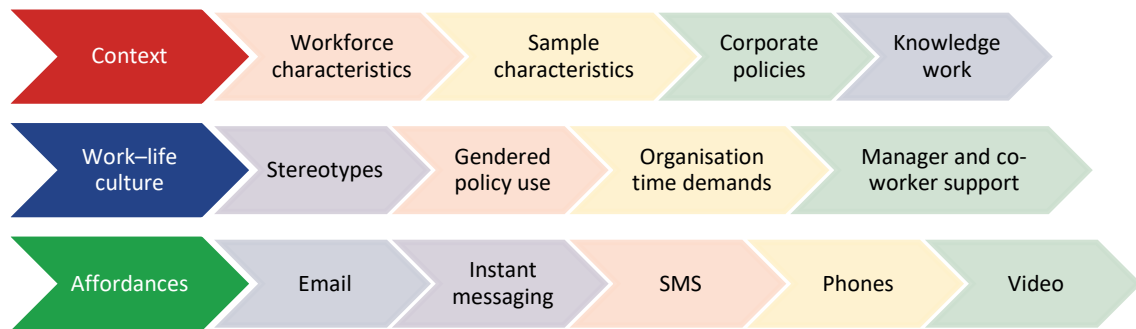 Context
Workforce
characteristics
Sample
characteristics
Corporate
policies
Knowledge
work
Work–life
culture
Stereotypes
Gendered
policy use
Organisation
time demands
Manager and co-
worker support
Affordances
Email
Instant
messaging
SMS
Phones
Video